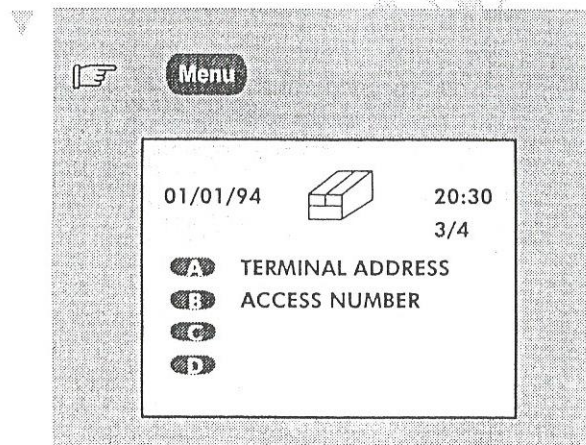 Menu
01/01/94 20:30
3/4
A TERMINAL ADDRESS
B ACCESS NUMBER
C
D